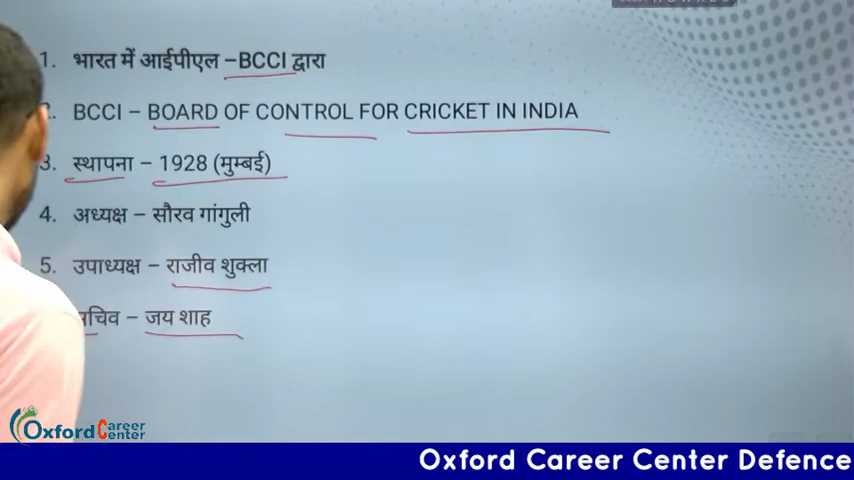 1. भारत में आईपीएल –BCCI द्वारा
BCCI – BOARD OF CONTROL FOR CRICKET IN INDIA
3. स्थापना – 1928 (मुम्बई)
4. अध्यक्ष – सौरव गांगुली
5. उपाध्यक्ष – राजीव शुक्ला
– जय शाह
Oxford Career Center
Oxford Career Center Defence